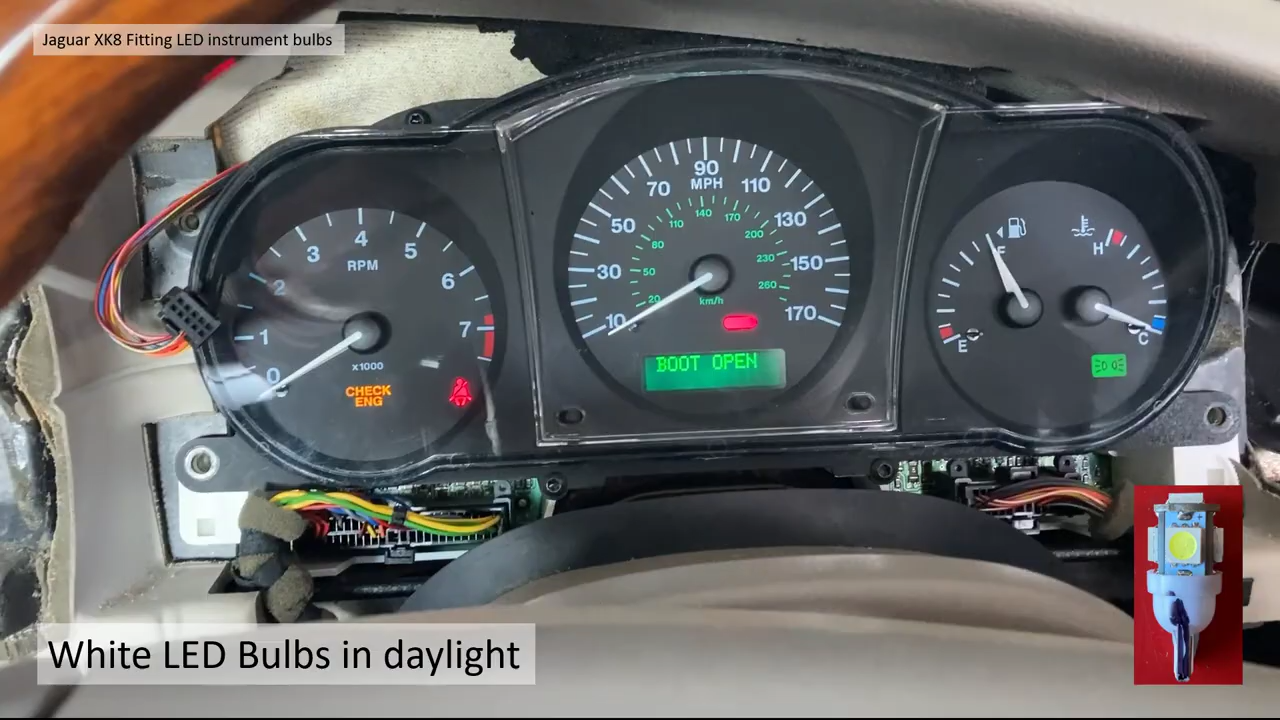 Jaguar XK8 Fitting LED instrument bulbs
0
1
2
3
4
5
6
7
RPM
x1000
CHECK
ENG
10
30
50
70
90
110
130
150
170
MPH
20
50
80
110
140
170
200
230
260
km/h
BOOT OPEN
F
E
H
C
White LED Bulbs in daylight